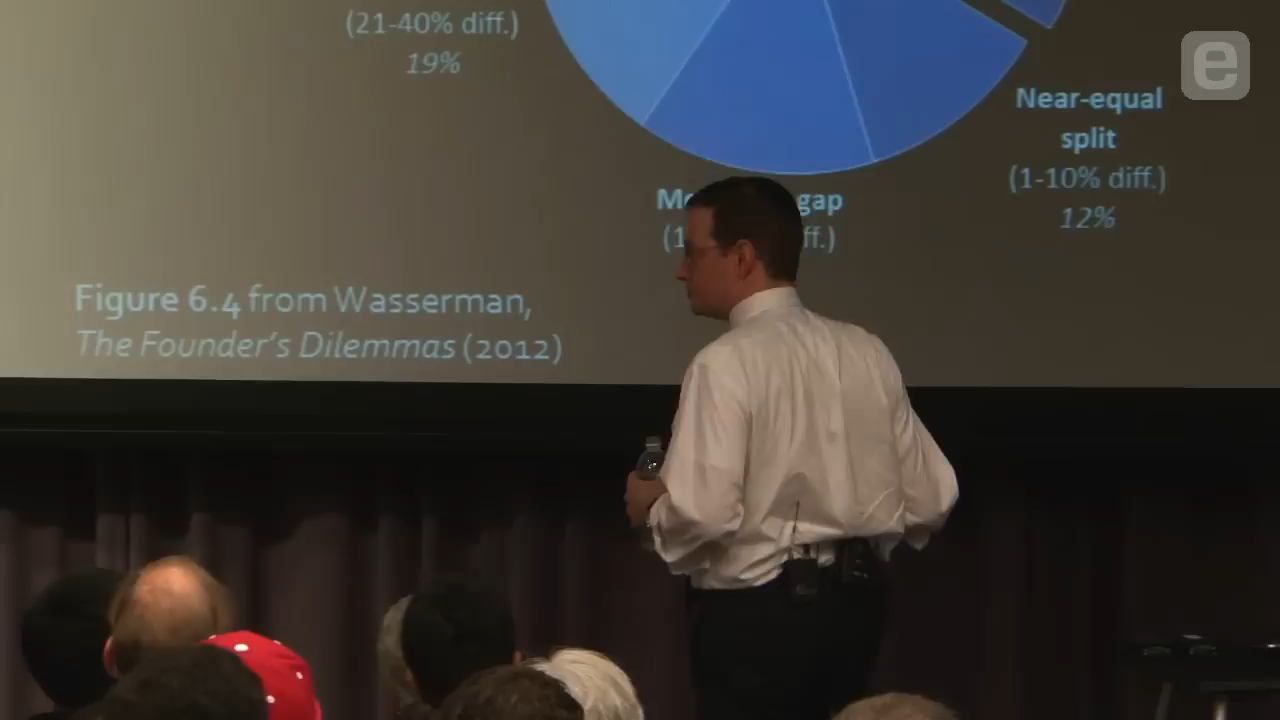 (21-40% diff.)
19%
Near-equal
split
(1-10% diff.)
12%
gap
Figure 6.4 from Wasserman,
The Founder's Dilemmas (2012)
e